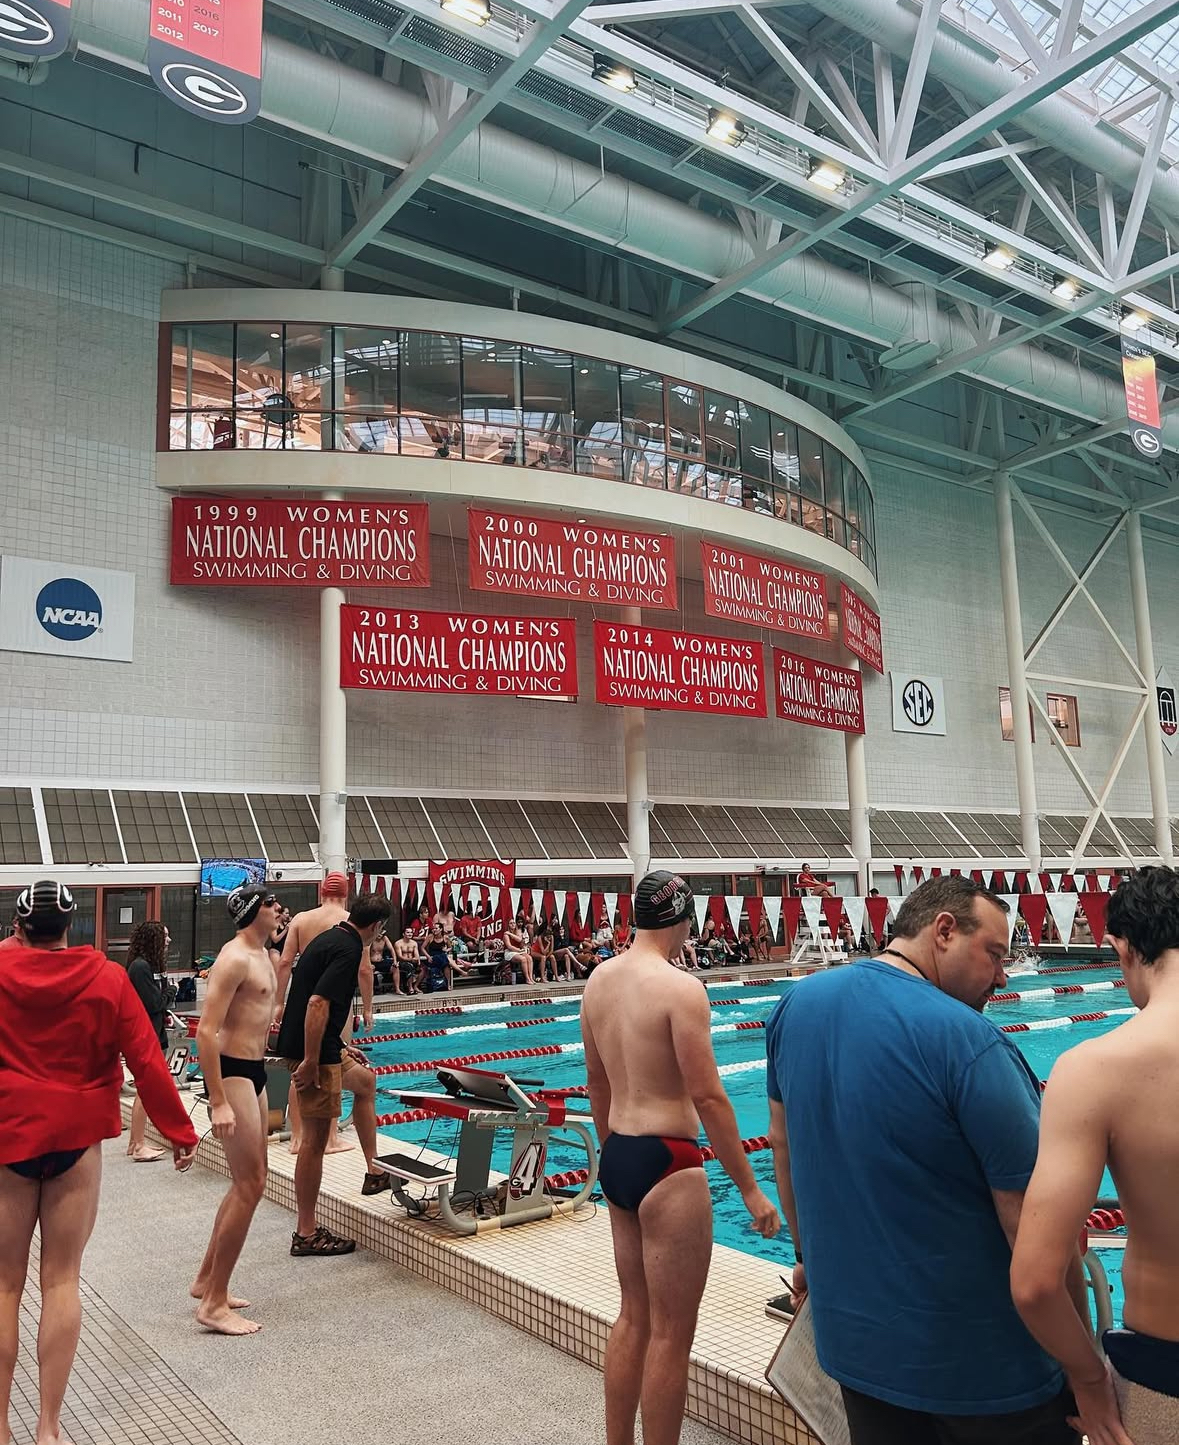 2016
2011
2017
2012
G
G
1999 WOMEN'S
NATIONAL CHAMPIONS
SWIMMING & DIVING
2000 WOMEN'S
NATIONAL CHAMPIONS
SWIMMING & DIVING
2001 WOMEN'S
NATIONAL CHAMPIONS
SWIMMING & DIVING
NCAA
2013 WOMEN'S
NATIONAL CHAMPIONS
SWIMMING & DIVING
2014 WOMEN'S
NATIONAL CHAMPIONS
SWIMMING & DIVING
2016 WOMEN'S
NATIONAL CHAMPIONS
SWIMMING & DIVING
SEC
SWIMMING
6
4